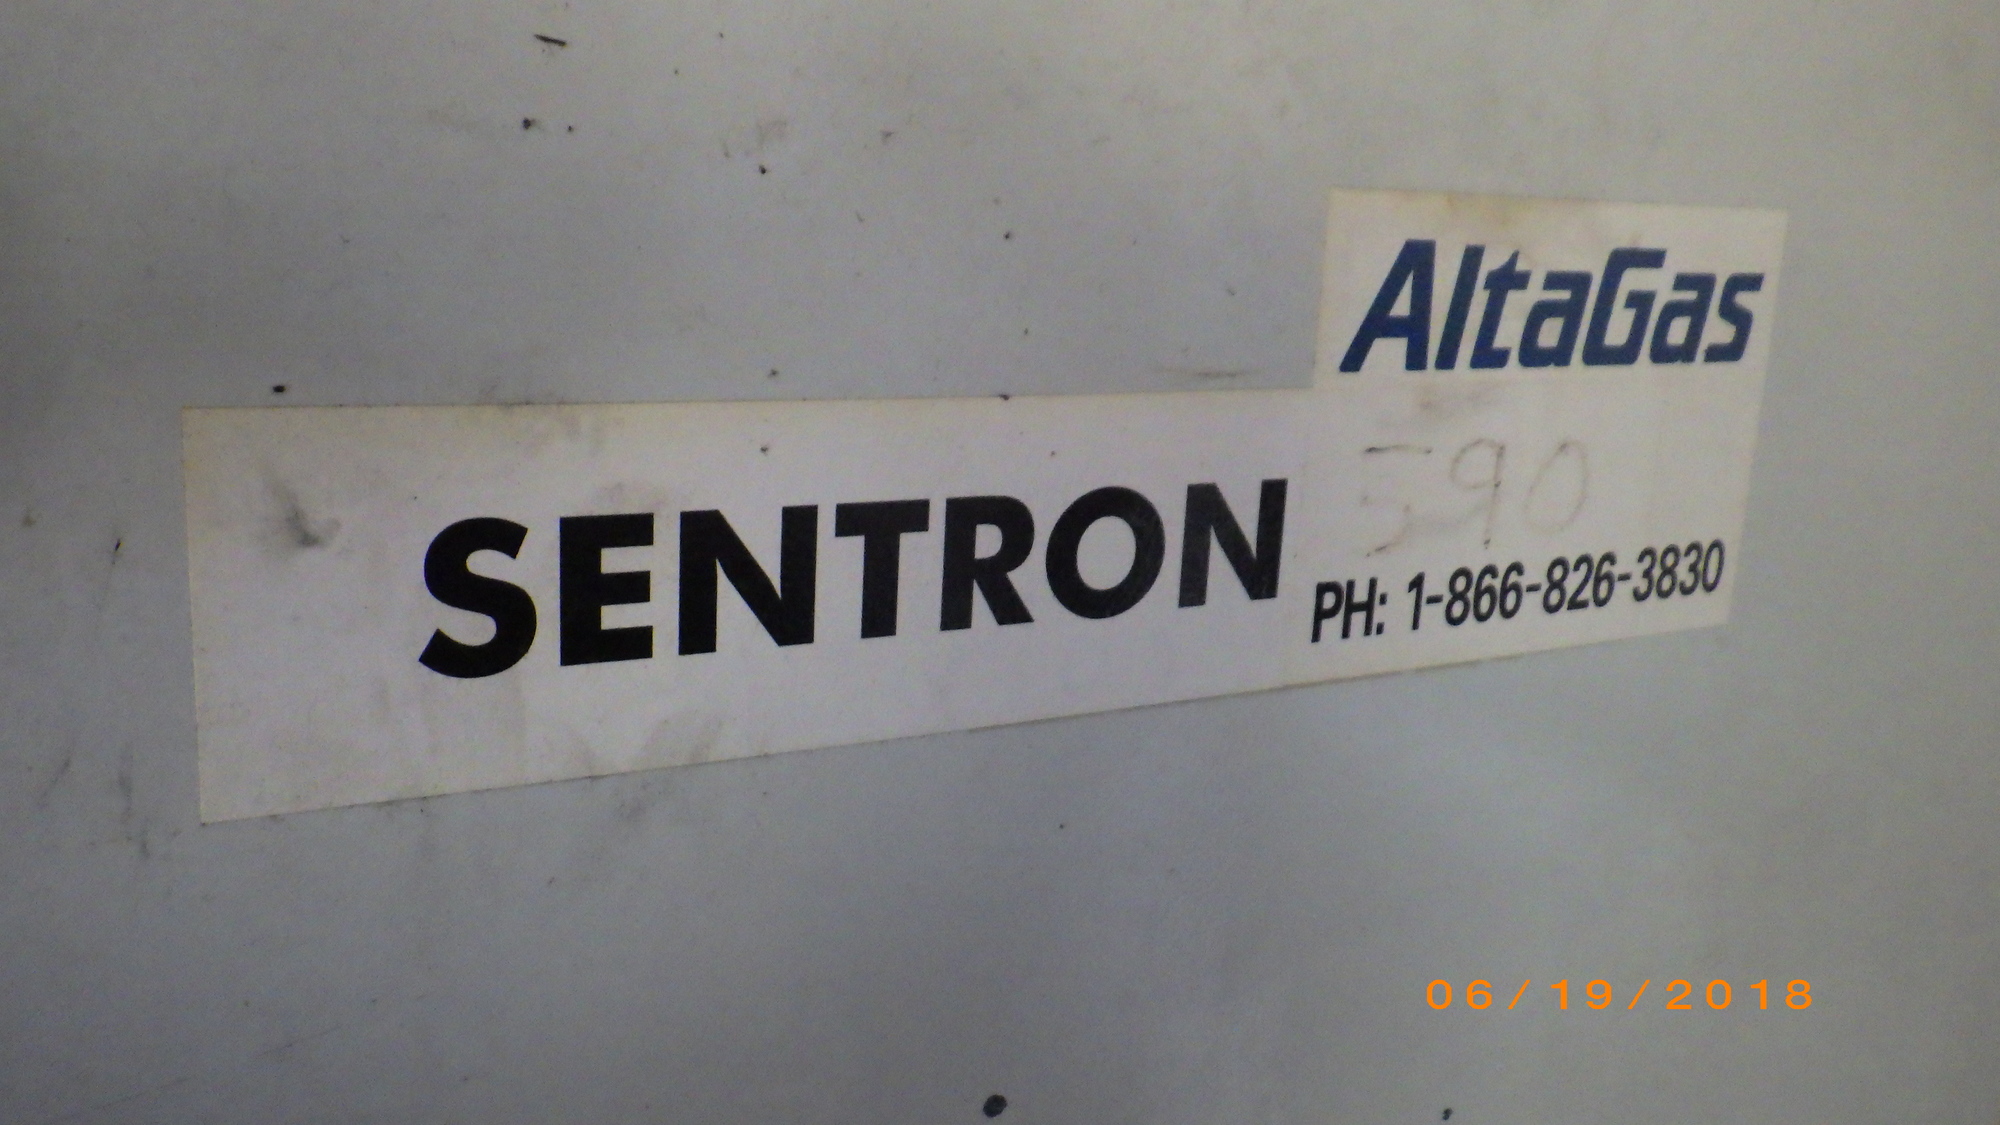 AltaGas
590
SENTRON
PH: 1-866-826-3830
06/19/2018